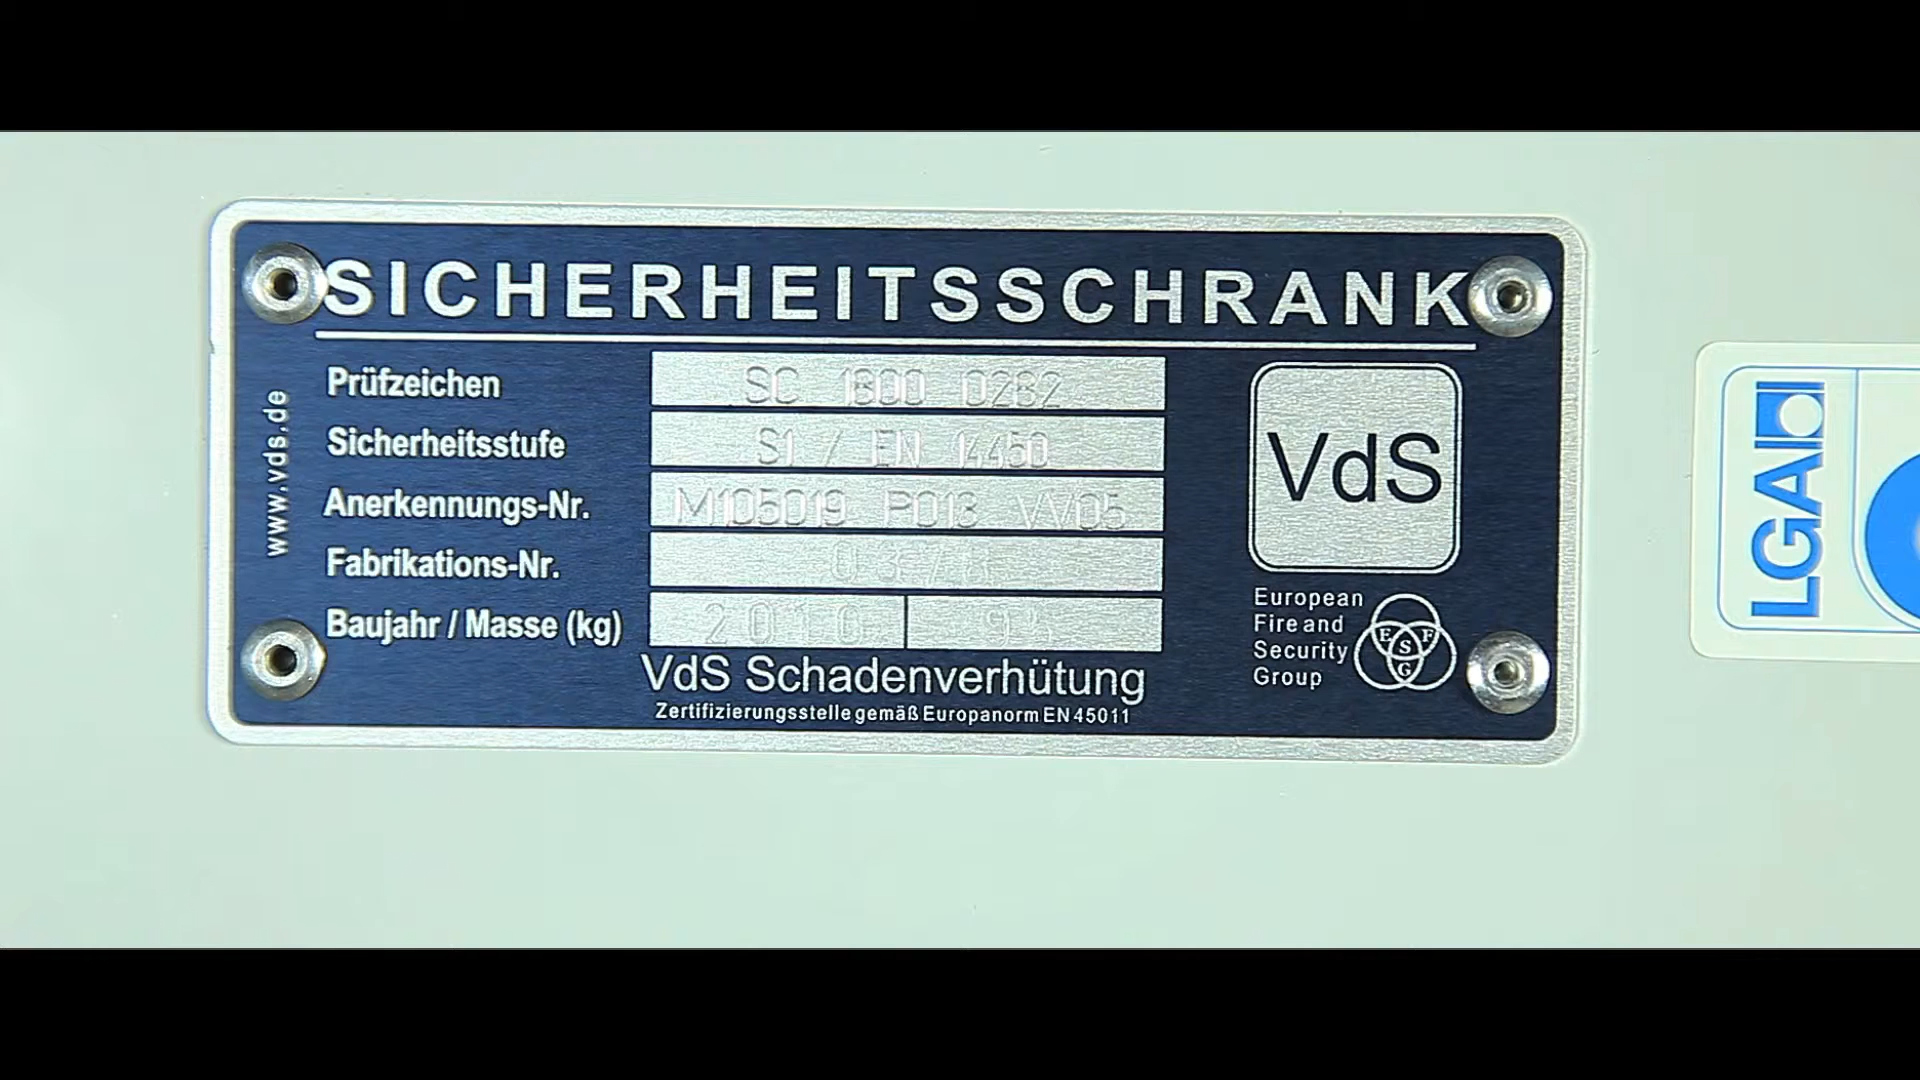 SICHERHEITSSCHRANK
www.vds.de
Prüfzeichen SC 1800 0282
Sicherheitsstufe S1 / EN 14450
Anerkennungs-Nr. M105019 P013 VV05
Fabrikations-Nr.
Baujahr / Masse (kg) 2010
VdS
European
Fire and
Security
Group
E F S G
VdS Schadenverhütung
Zertifizierungsstelle gemäß Europanorm EN 45011
LGA